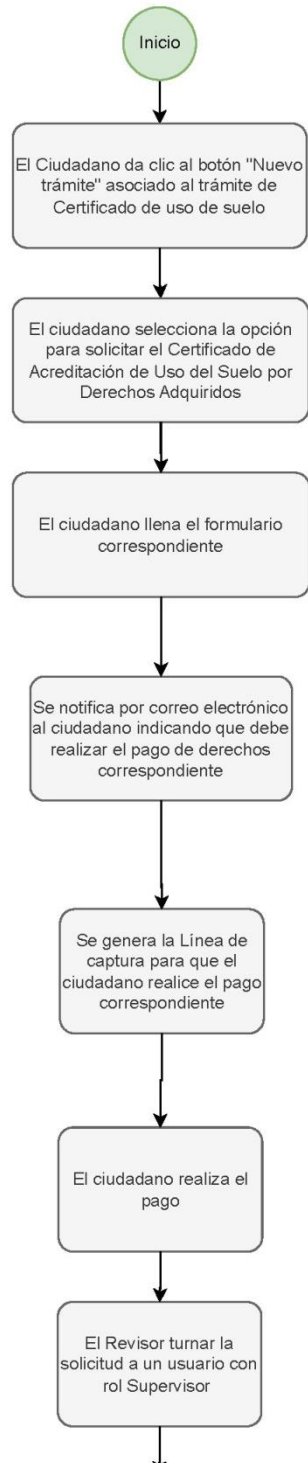 Inicio
El Ciudadano da clic al botón "Nuevo
trámite" asociado al trámite de
Certificado de uso de suelo
El ciudadano selecciona la opción
para solicitar el Certificado de
Acreditación de Uso del Suelo por
Derechos Adquiridos
El ciudadano llena el formulario
correspondiente
Se notifica por correo electrónico
al ciudadano indicando que debe
realizar el pago de derechos
correspondiente
Se genera la Línea de
captura para que el
ciudadano realice el pago
correspondiente
El ciudadano realiza el
pago
El Revisor turnar la
solicitud a un usuario con
rol Supervisor